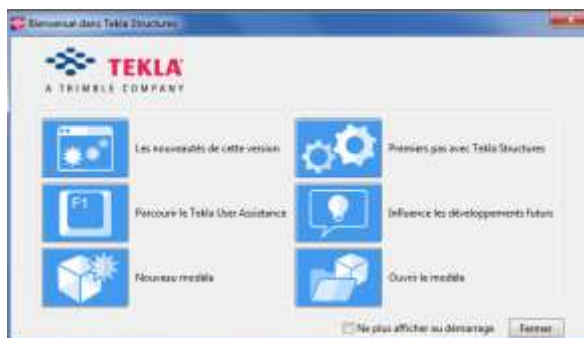 Bienvenue dans Tekla Structures
TEKLA
A TRIMBLE COMPANY
Les nouveautés de cette version
Premiers pas avec Tekla Structures
F1
Parcourir le Tekla User Assistance
Influence les développements futurs
Nouveau modèle
Ouvrir le modèle
Ne plus afficher au démarrage
Fermer